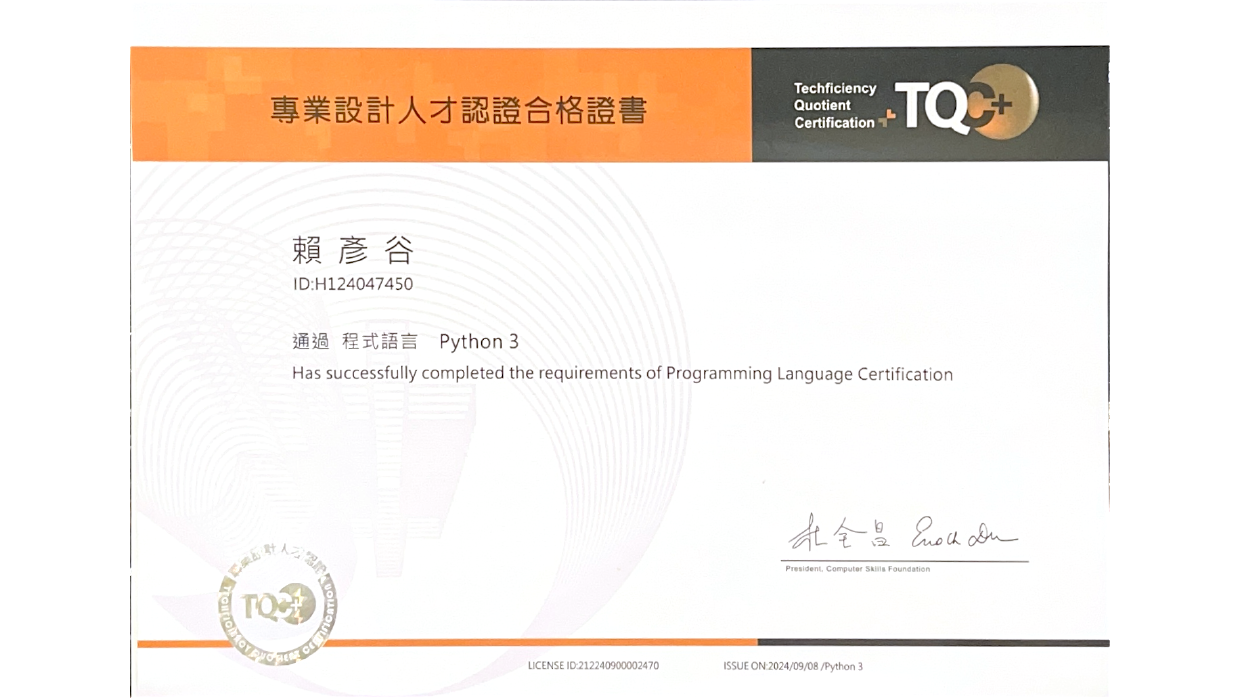 專業設計人才認證合格證書
Techficiency
Quotient
Certification
TQC+
賴彥谷
ID:H124047450
通過 程式語言 Python 3
Has successfully completed the requirements of Programming Language Certification
杜全昌 Enoch Du
President, Computer Skills Foundation
專業設計人才認證
TQC+
TECHFICIENCY QUOTIENT CERTIFICATION
LICENSE ID:212240900002470
ISSUE ON:2024/09/08 /Python 3